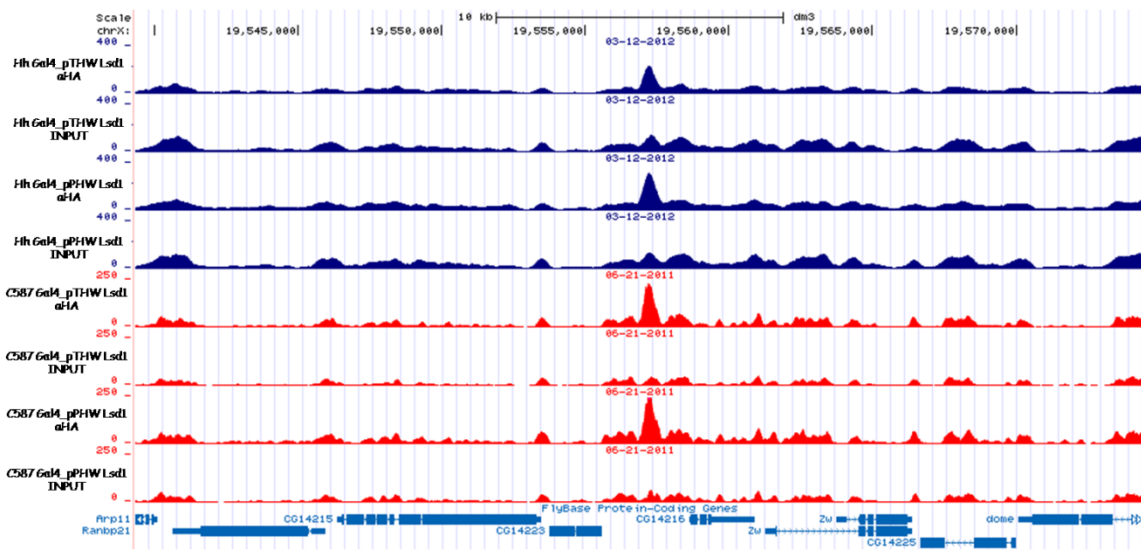 Scale 10 kb dm3
chrX: 19,545,000 19,550,000 19,555,000 19,560,000 19,565,000 19,570,000
03-12-2012
400
Hh Gal4_pTHW Lsd1
αHA
0
03-12-2012
400
Hh Gal4_pTHW Lsd1
INPUT
0
03-12-2012
400
Hh Gal4_pPHW Lsd1
αHA
0
03-12-2012
400
Hh Gal4_pPHW Lsd1
INPUT
0
06-21-2011
250
C587 Gal4_pTHW Lsd1
αHA
0
06-21-2011
250
C587 Gal4_pTHW Lsd1
INPUT
0
06-21-2011
250
C587 Gal4_pPHW Lsd1
αHA
0
06-21-2011
250
C587 Gal4_pPHW Lsd1
INPUT
0
FlyBase Protein-Coding Genes
Arp11 CG14215 CG14216 Zw dome
Ranbp21 CG14223 Zw
CG14225